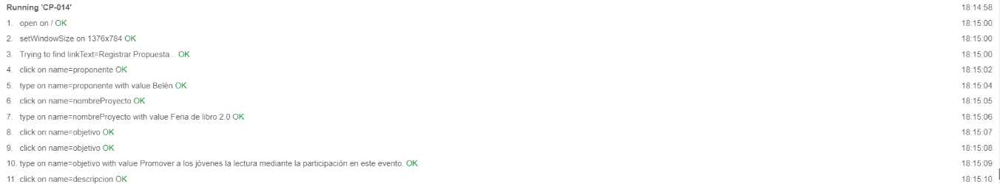 Running 'CP-014' 18:14:58
1. open on / OK 18:15:00
2. setWindowSize on 1376x784 OK 18:15:00
3. Trying to find linkText=Registrar Propuesta... OK 18:15:00
4. click on name=proponente OK 18:15:02
5. type on name=proponente with value Belén OK 18:15:04
6. click on name=nombreProyecto OK 18:15:05
7. type on name=nombreProyecto with value Feria de libro 2.0 OK 18:15:06
8. click on name=objetivo OK 18:15:07
9. click on name=objetivo OK 18:15:08
10. type on name=objetivo with value Promover a los jóvenes la lectura mediante la participación en este evento. OK 18:15:09
11. click on name=descripcion OK 18:15:10